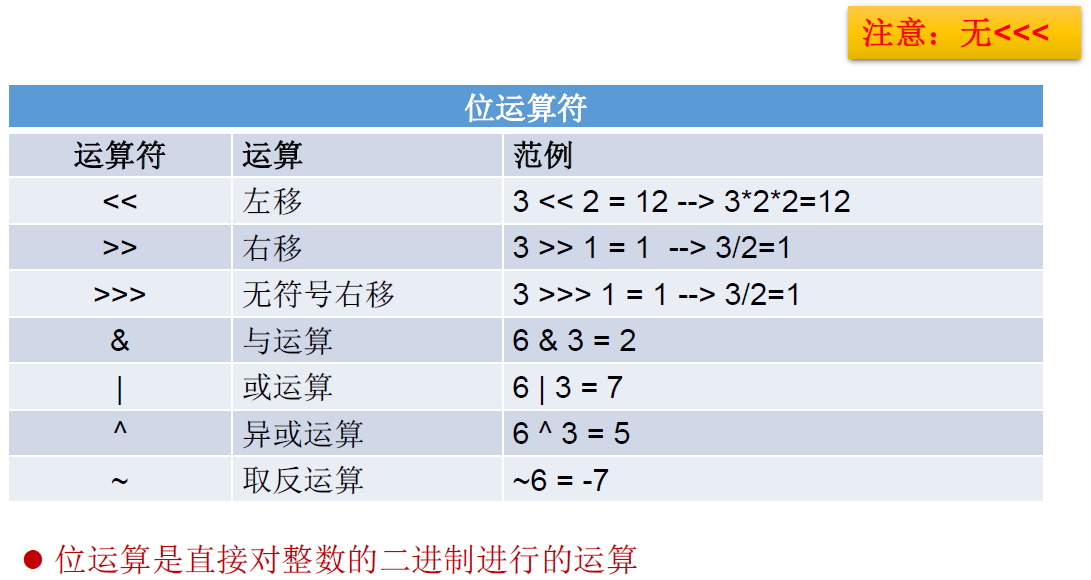 注意：无<<<
位运算符
运算符 运算 范例
<< 左移 3 << 2 = 12 --> 3*2*2=12
>> 右移 3 >> 1 = 1 --> 3/2=1
>>> 无符号右移 3 >>> 1 = 1 --> 3/2=1
& 与运算 6 & 3 = 2
| 或运算 6 | 3 = 7
^ 异或运算 6 ^ 3 = 5
~ 取反运算 ~6 = -7
● 位运算是直接对整数的二进制进行的运算